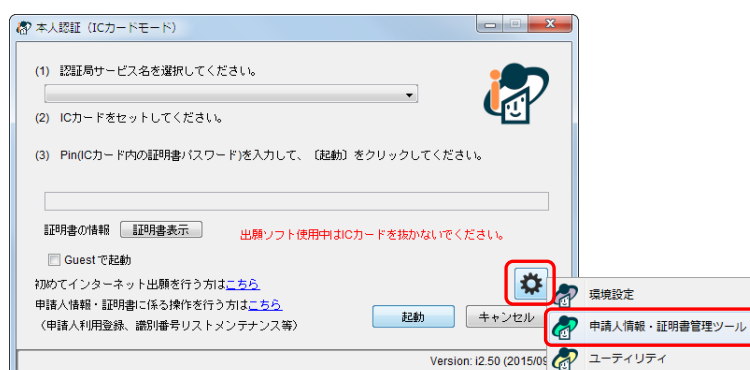 本人認証（ICカードモード）
(1) 認証局サービス名を選択してください。
(2) ICカードをセットしてください。
(3) Pin(ICカード内の証明書パスワード)を入力して、〔起動〕をクリックしてください。
証明書の情報 証明書表示 出願ソフト使用中はICカードを抜かないでください。
Guestで起動
初めてインターネット出願を行う方はこちら
申請人情報・証明書に係る操作を行う方はこちら
（申請人利用登録、識別番号リストメンテナンス等）
起動 キャンセル
環境設定
申請人情報・証明書管理ツール
ユーティリティ
Version: i2.50 (2015/09